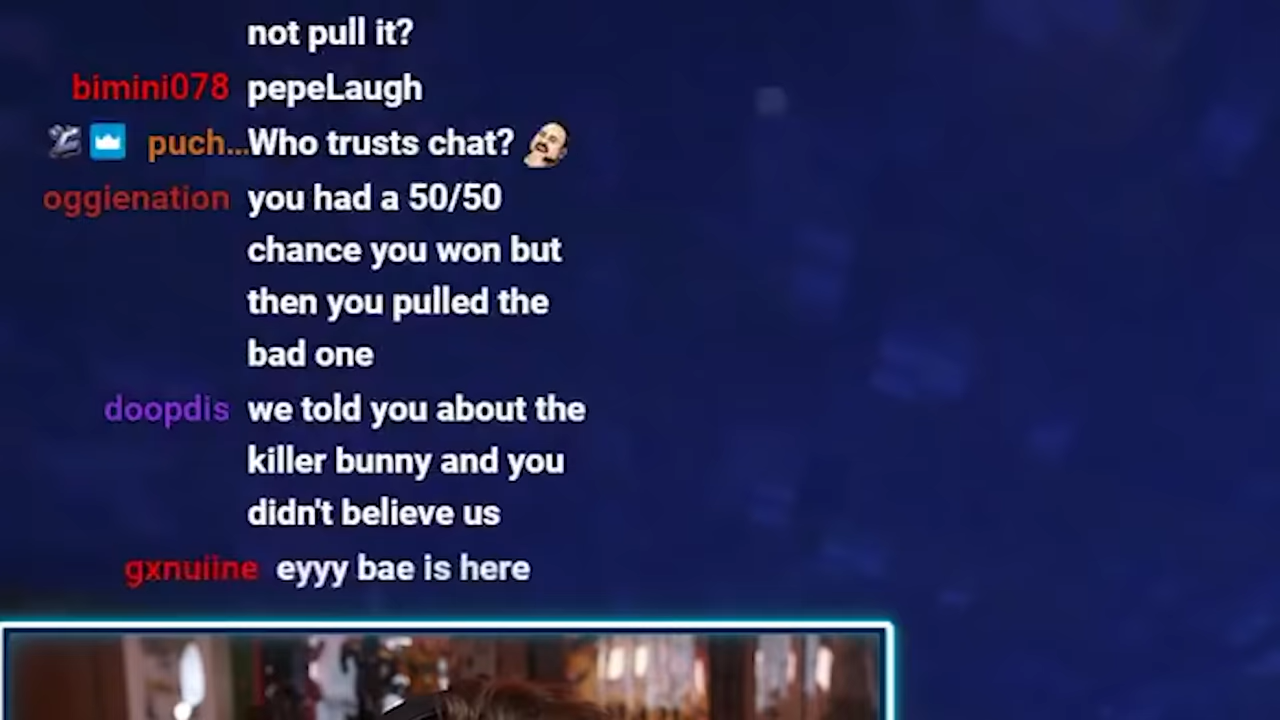 not pull it?
bimini078 pepeLaugh
puch...Who trusts chat?
oggienation you had a 50/50
chance you won but
then you pulled the
bad one
doopdis we told you about the
killer bunny and you
didn't believe us
gxnuiine eyyy bae is here